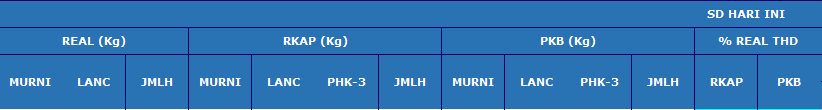 SD HARI INI
REAL (Kg) RKAP (Kg) PKB (Kg) % REAL THD
MURNI LANC JMLH MURNI LANC PHK-3 JMLH MURNI LANC PHK-3 JMLH RKAP PKB